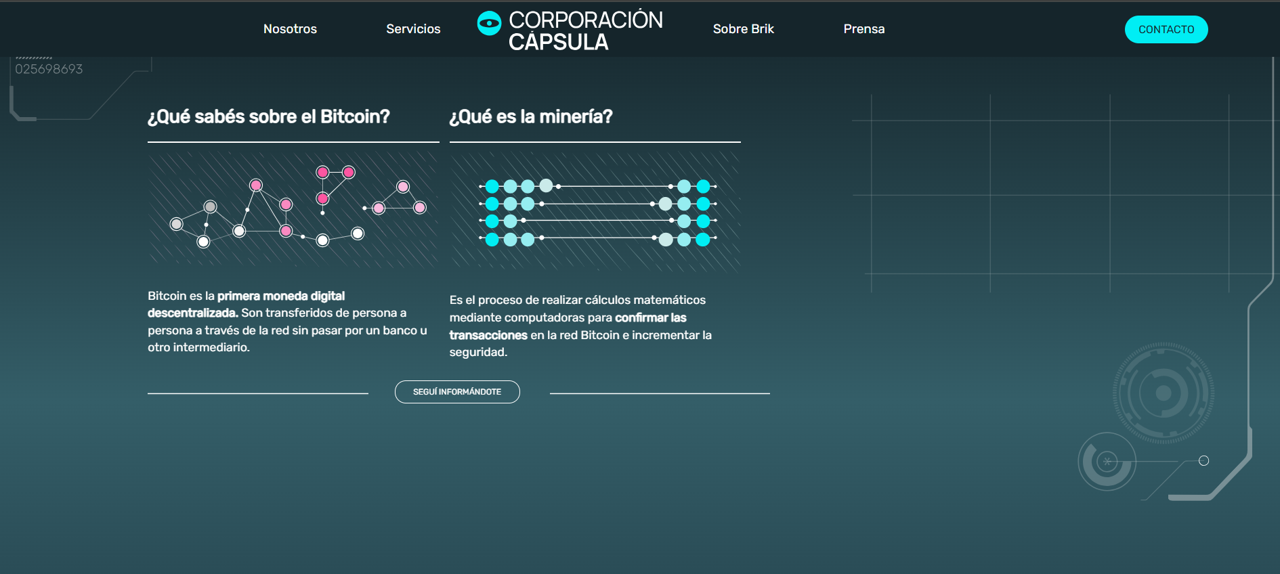 Nosotros
Servicios
CORPORACIÓN
CÁPSULA
Sobre Brik
Prensa
CONTACTO
025698693
¿Qué sabés sobre el Bitcoin?
¿Qué es la minería?
Bitcoin es la primera moneda digital
descentralizada. Son transferidos de persona a
persona a través de la red sin pasar por un banco u
otro intermediario.
Es el proceso de realizar cálculos matemáticos
mediante computadoras para confirmar las
transacciones en la red Bitcoin e incrementar la
seguridad.
SEGUÍ INFORMÁNDOTE